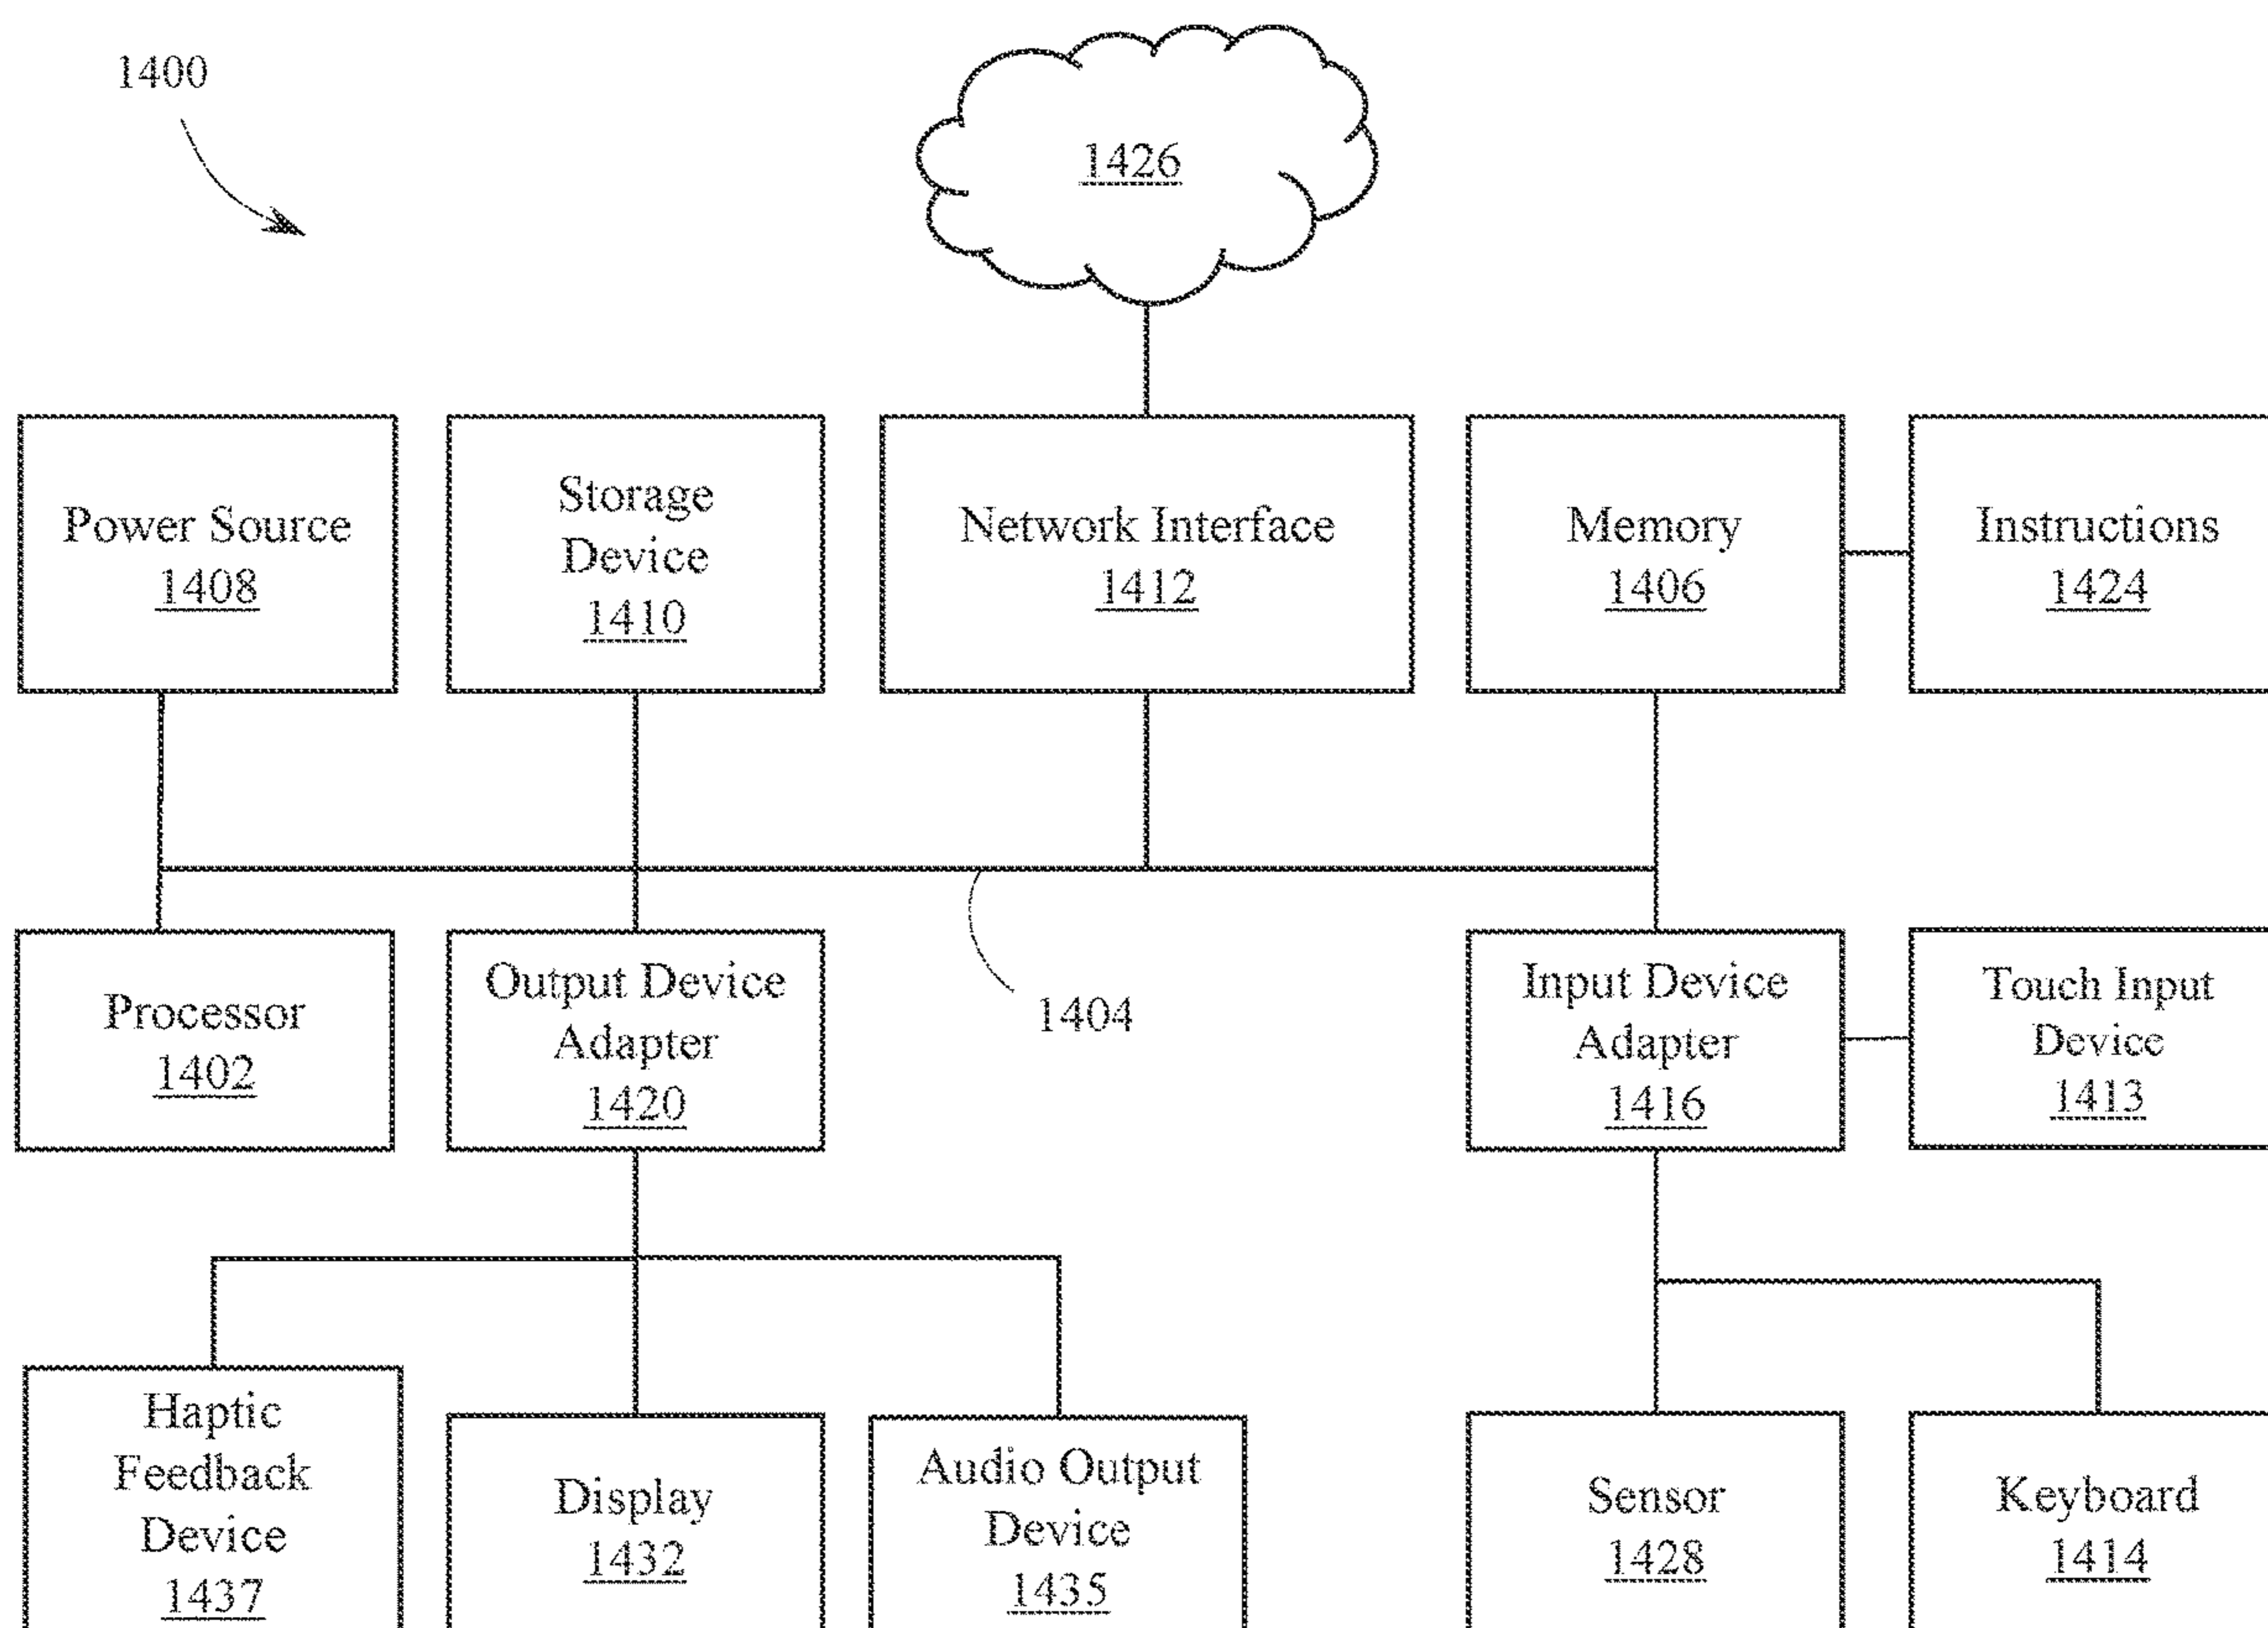 1400
1426
Power Source
1408
Storage
Device
1410
Network Interface
1412
Memory
1406
Instructions
1424
Processor
1402
Output Device
Adapter
1420
1404
Input Device
Adapter
1416
Touch Input
Device
1413
Haptic
Feedback
Device
1437
Display
1432
Audio Output
Device
1435
Sensor
1428
Keyboard
1414